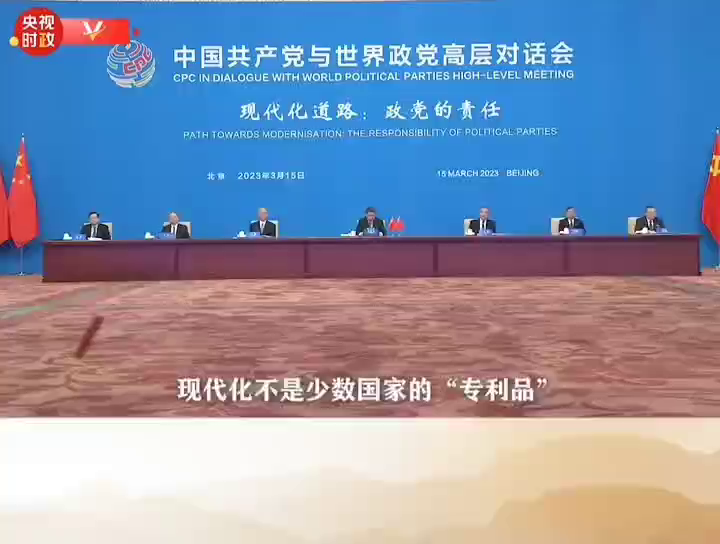 央视
时政
CPC
中国共产党与世界政党高层对话会
CPC IN DIALOGUE WITH WORLD POLITICAL PARTIES HIGH-LEVEL MEETING
现代化道路：政党的责任
PATH TOWARDS MODERNISATION: THE RESPONSIBILITY OF POLITICAL PARTIES
北京 2023年3月15日
15 MARCH 2023 BEIJING
现代化不是少数国家的“专利品”